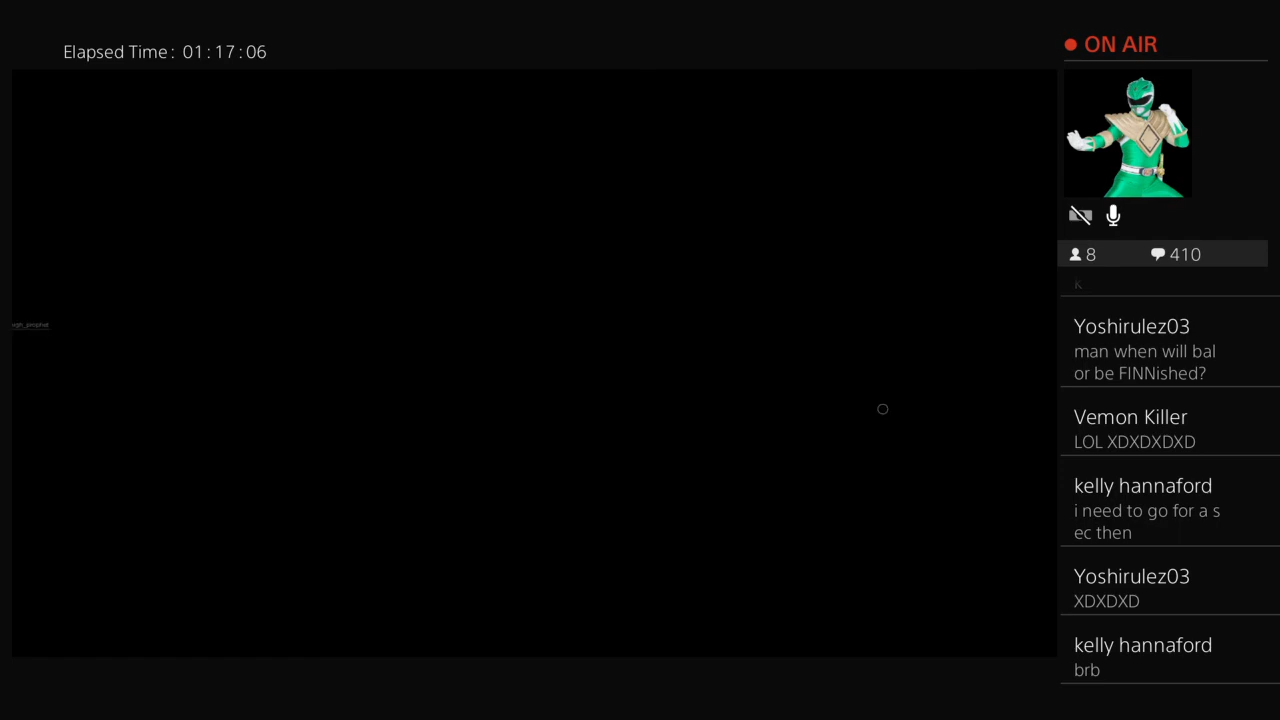 Elapsed Time: 01:17:06
ON AIR
8
410
K
Yoshirulez03
man when will bal
or be FINNished?
Vemon Killer
LOL XDXDXDXD
kelly hannaford
i need to go for a s
ec then
Yoshirulez03
XDXDXD
kelly hannaford
brb